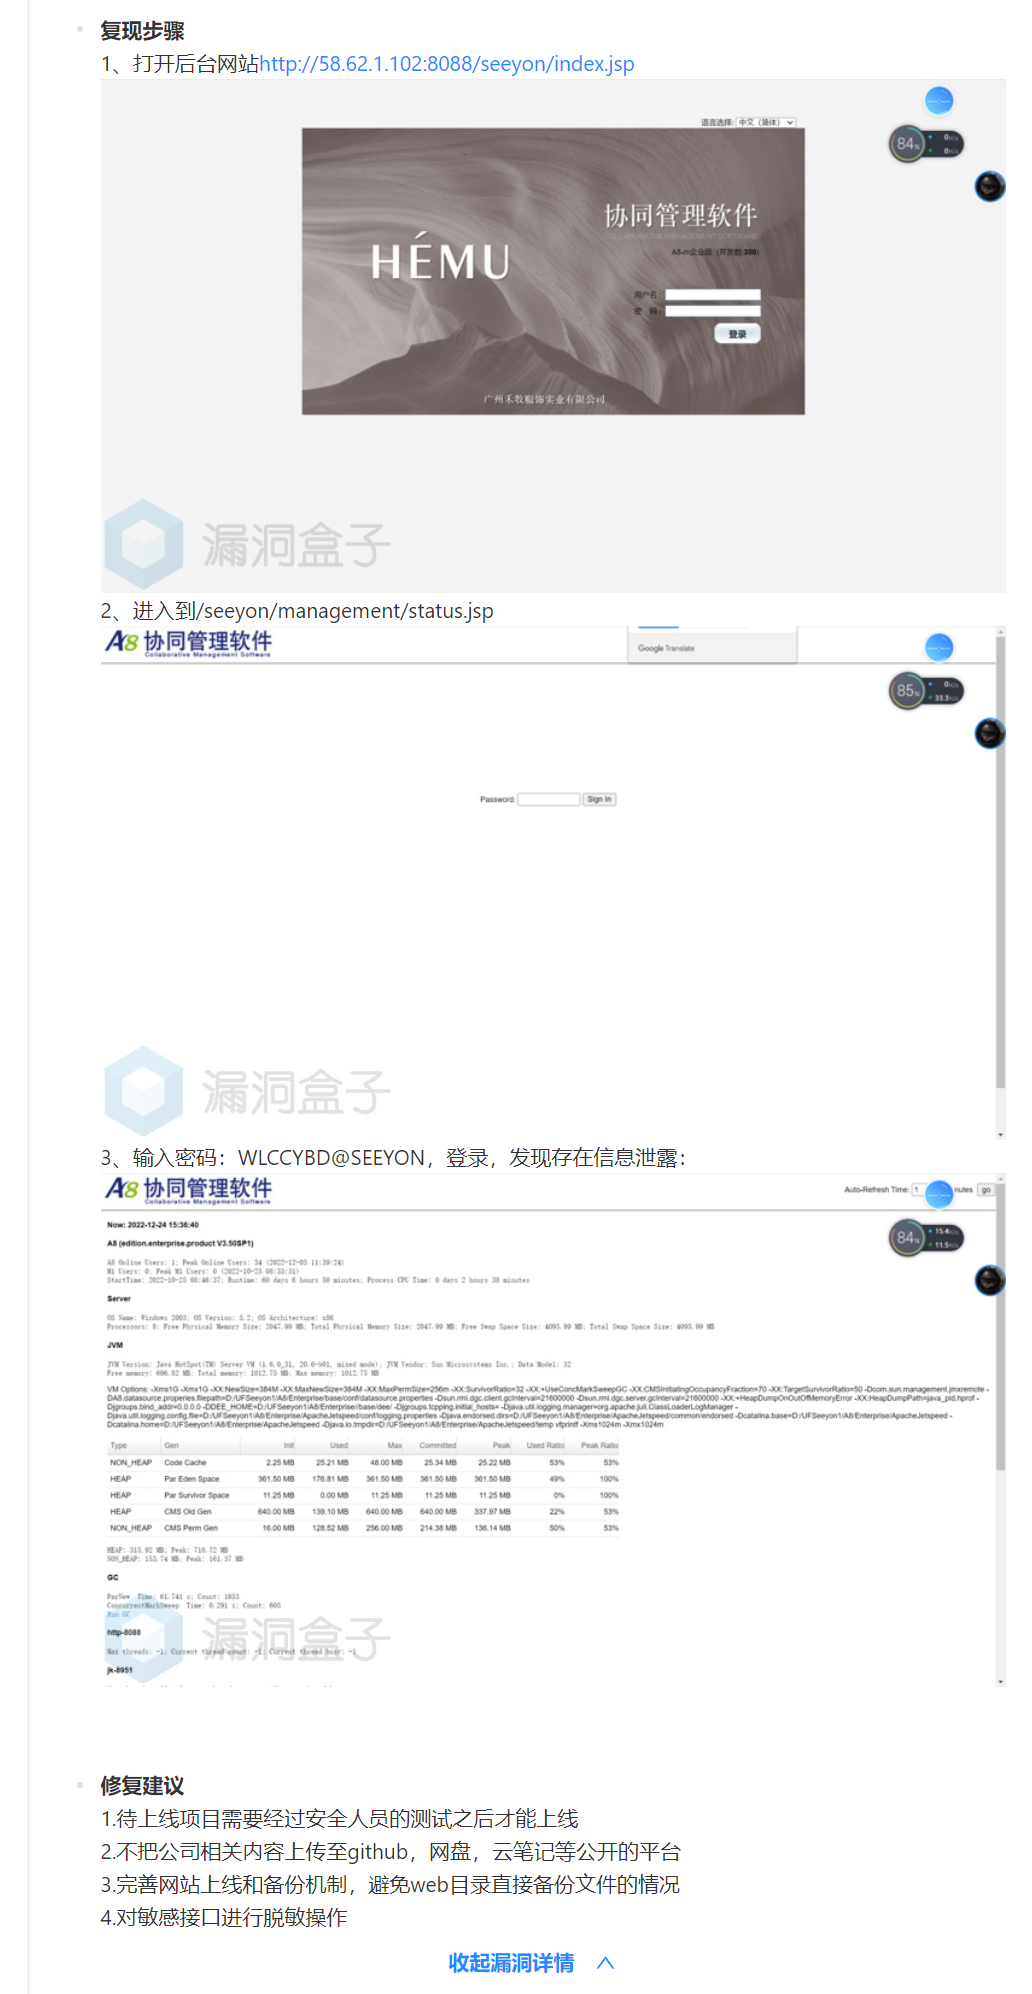 复现步骤
1、打开后台网站http://58.62.1.102:8088/seeyon/index.jsp
语言选择: 中文（简体）
84%
0K/s
0K/s
协同管理软件
COLLABORATIVE MANAGEMENT SOFTWARE
A8-m企业版（并发数:300）
HÉMU
用户名:
密 码:
登录
广州禾牧服饰实业有限公司
漏洞盒子
2、进入到/seeyon/management/status.jsp
A8 协同管理软件
Collaborative Management Software
Google Translate
85%
0K/s
33.3K/s
Password: Sign In
漏洞盒子
3、输入密码：WLCCYBD@SEEYON，登录，发现存在信息泄露：
A8 协同管理软件
Collaborative Management Software
Auto-Refresh Time: 1 nutes go
84%
15.4K/s
11.5K/s
Now: 2022-12-24 15:36:40
A8 (edition.enterprise.product V3.50SP1)
A8 Online Users: 1; Peak Online Users: 34 (2022-12-05 11:39:24)
M1 Users: 0; Peak M1 Users: 0 (2022-10-25 08:33:31)
StartTime: 2022-10-25 08:46:37; Runtime: 60 days 6 hours 50 minutes; Process CPU Time: 0 days 2 hours 38 minutes
Server
OS Name: Windows 2003; OS Version: 5.2; OS Architecture: x86
Processors: 8; Free Physical Memory Size: 2047.99 MB; Total Physical Memory Size: 2047.99 MB; Free Swap Space Size: 4095.99 MB; Total Swap Space Size: 4095.99 MB
JVM
JVM Version: Java HotSpot(TM) Server VM (1.6.0_31, 20.6-b01, mixed mode); JVM Vendor: Sun Microsystems Inc.; Data Model: 32
Free memory: 696.82 MB; Total memory: 1012.75 MB; Max memory: 1012.75 MB
VM Options: -Xms1G -Xmx1G -XX:NewSize=384M -XX:MaxNewSize=384M -XX:MaxPermSize=256m -XX:SurvivorRatio=32 -XX:+UseConcMarkSweepGC -XX:CMSInitiatingOccupancyFraction=70 -XX:TargetSurvivorRatio=50 -Dcom.sun.management.jmxremote -
DA8.datasource.properies.filepath=D:/UFSeeyon1/A8/Enterprise/base/conf/datasource.properties -Dsun.rmi.dgc.client.gcInterval=21600000 -Dsun.rmi.dgc.server.gcInterval=21600000 -XX:+HeapDumpOnOutOfMemoryError -XX:HeapDumpPath=java_pid.hprof -
Djgroups.bind_addr=0.0.0.0 -DDEE_HOME=D:/UFSeeyon1/A8/Enterprise//base/dee/ -Djgroups.tcpping.initial_hosts= -Djava.util.logging.manager=org.apache.juli.ClassLoaderLogManager -
Djava.util.logging.config.file=D:/UFSeeyon1/A8/Enterprise/ApacheJetspeed/conf/logging.properties -Djava.endorsed.dirs=D:/UFSeeyon1/A8/Enterprise/ApacheJetspeed/common/endorsed -Dcatalina.base=D:/UFSeeyon1/A8/Enterprise/ApacheJetspeed -
Dcatalina.home=D:/UFSeeyon1/A8/Enterprise/ApacheJetspeed -Djava.io.tmpdir=D:/UFSeeyon1/A8/Enterprise/ApacheJetspeed/temp vfprintf -Xms1024m -Xmx1024m
Type Gen Init Used Max Committed Peak Used Ratio Peak Ratio
NON_HEAP Code Cache 2.25 MB 25.21 MB 48.00 MB 25.34 MB 25.22 MB 53% 53%
HEAP Par Eden Space 361.50 MB 176.81 MB 361.50 MB 361.50 MB 361.50 MB 49% 100%
HEAP Par Survivor Space 11.25 MB 0.00 MB 11.25 MB 11.25 MB 11.25 MB 0% 100%
HEAP CMS Old Gen 640.00 MB 139.10 MB 640.00 MB 640.00 MB 337.97 MB 22% 53%
NON_HEAP CMS Perm Gen 16.00 MB 128.52 MB 256.00 MB 214.38 MB 136.14 MB 50% 53%
HEAP: 315.92 MB; Peak: 710.72 MB
NON_HEAP: 153.74 MB; Peak: 161.37 MB
GC
ParNew Time: 61.741 s; Count: 1653
ConcurrentMarkSweep Time: 0.291 s; Count: 605
Run GC
http-8088
Max threads: -1; Current thread count: -1; Current thread busy: -1
jk-8951
漏洞盒子
修复建议
1.待上线项目需要经过安全人员的测试之后才能上线
2.不把公司相关内容上传至github，网盘，云笔记等公开的平台
3.完善网站上线和备份机制，避免web目录直接备份文件的情况
4.对敏感接口进行脱敏操作
收起漏洞详情